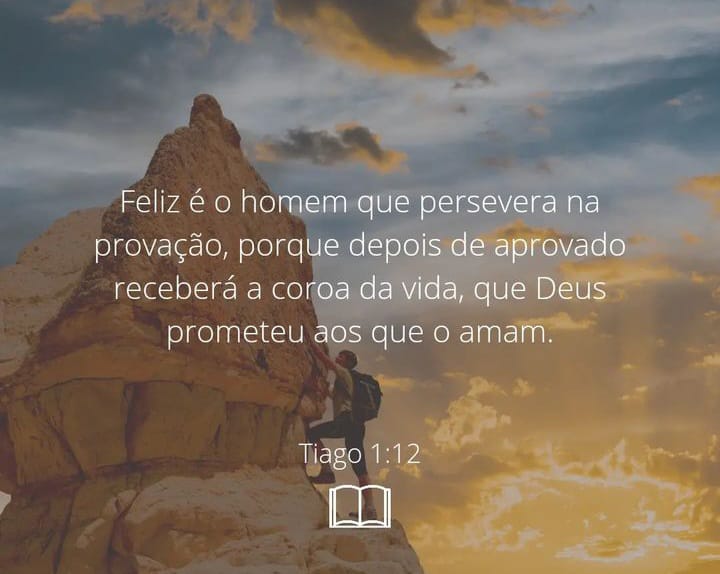 Feliz é o homem que persevera na
provação, porque depois de aprovado
receberá a coroa da vida, que Deus
prometeu aos que o amam.
Tiago 1:12